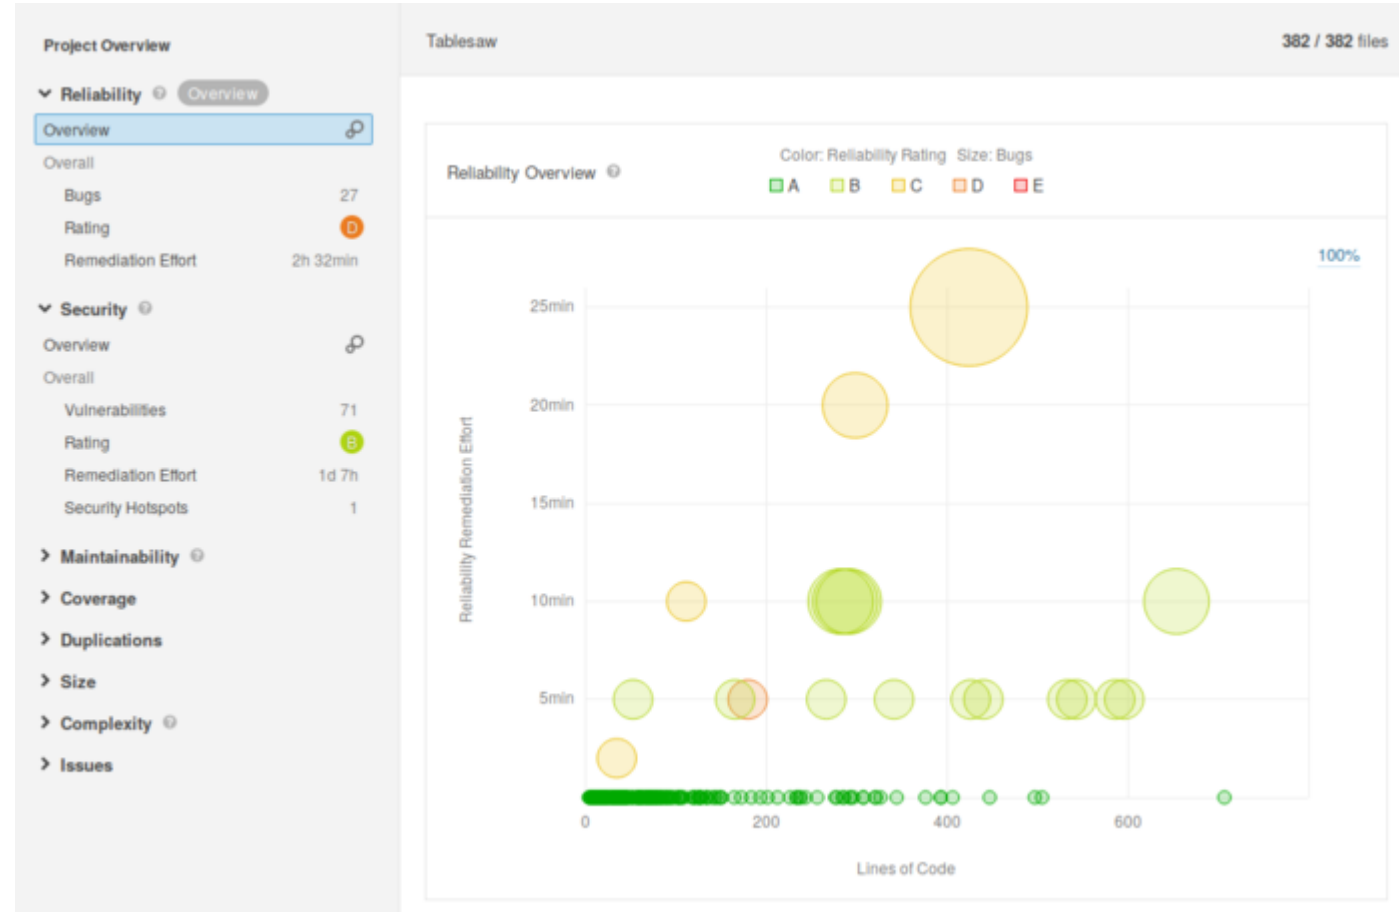 Project Overview
Tablesaw
382 / 382 files
Reliability Overview
Overview
Overall
Bugs 27
Rating D
Remediation Effort 2h 32min
Security
Overview
Overall
Vulnerabilities 71
Rating B
Remediation Effort 1d 7h
Security Hotspots 1
Maintainability
Coverage
Duplications
Size
Complexity
Issues
Reliability Overview
Color: Reliability Rating Size: Bugs
A B C D E
100%
25min
20min
15min
10min
5min
Reliability Remediation Effort
0 200 400 600
Lines of Code